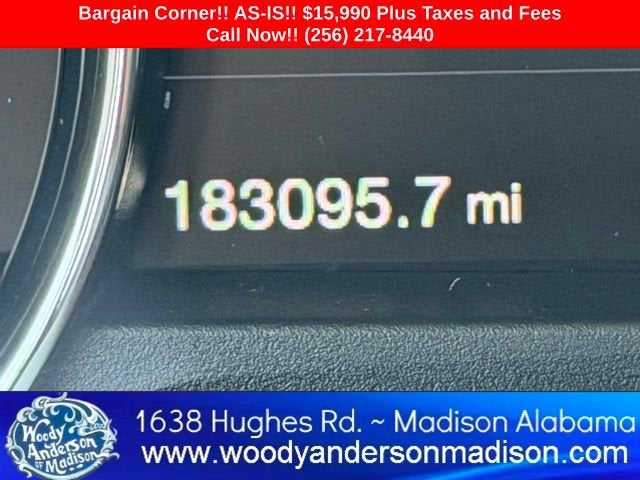 Bargain Corner!! AS-IS!! $15,990 Plus Taxes and Fees
Call Now!! (256) 217-8440
183095.7 mi
Woody
Anderson
OF Madison
1638 Hughes Rd. ~ Madison Alabama
www.woodyandersonmadison.com